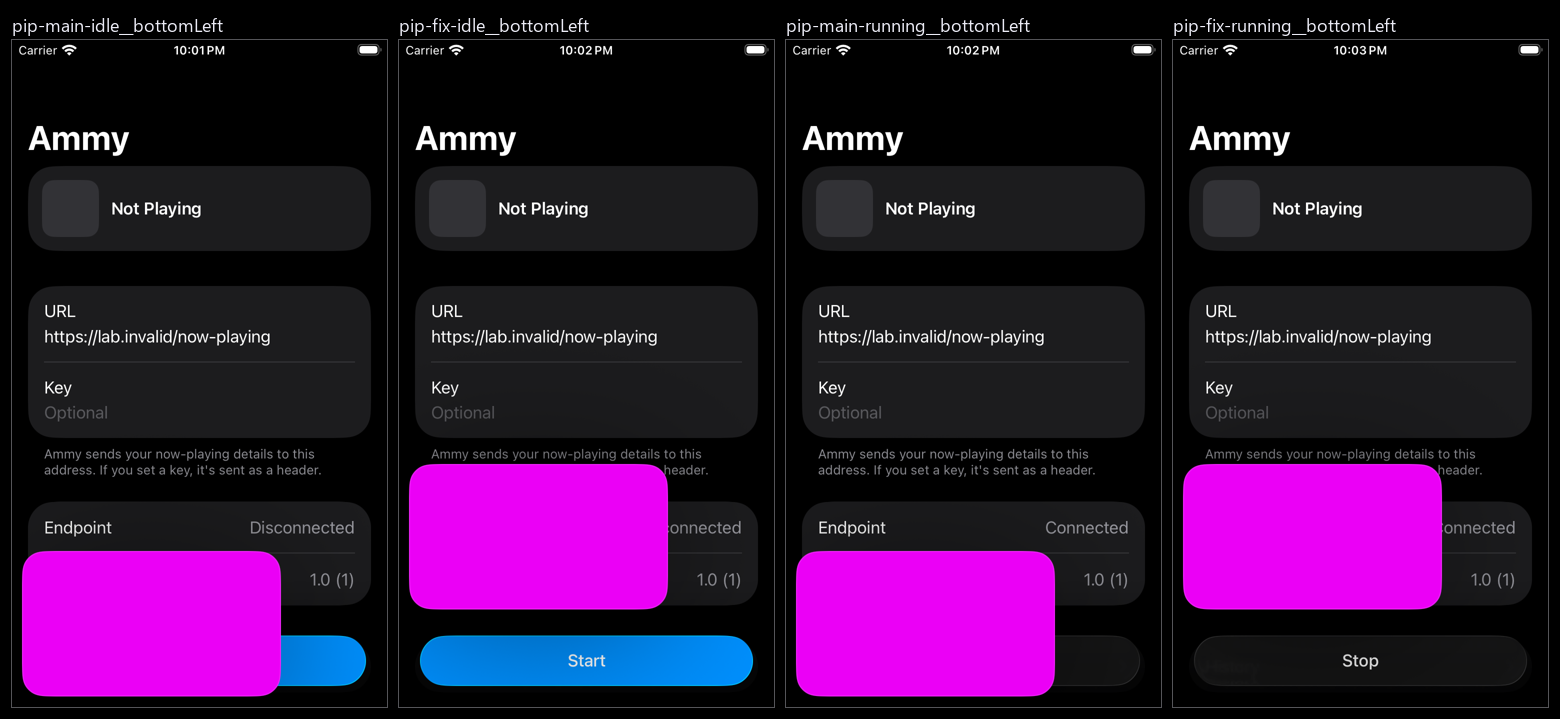 pip-main-idle__bottomLeft
Carrier 10:01 PM
Ammy
Not Playing
URL
https://lab.invalid/now-playing
Key
Optional
Ammy sends your now-playing details to this
address. If you set a key, it's sent as a header.
Endpoint Disconnected
1.0 (1)
pip-fix-idle__bottomLeft
Carrier 10:02 PM
Ammy
Not Playing
URL
https://lab.invalid/now-playing
Key
Optional
Ammy sends your now-playing details to this
header.
connected
1.0 (1)
Start
pip-main-running__bottomLeft
Carrier 10:02 PM
Ammy
Not Playing
URL
https://lab.invalid/now-playing
Key
Optional
Ammy sends your now-playing details to this
address. If you set a key, it's sent as a header.
Endpoint Connected
1.0 (1)
pip-fix-running__bottomLeft
Carrier 10:03 PM
Ammy
Not Playing
URL
https://lab.invalid/now-playing
Key
Optional
Ammy sends your now-playing details to this
header.
Connected
1.0 (1)
Stop